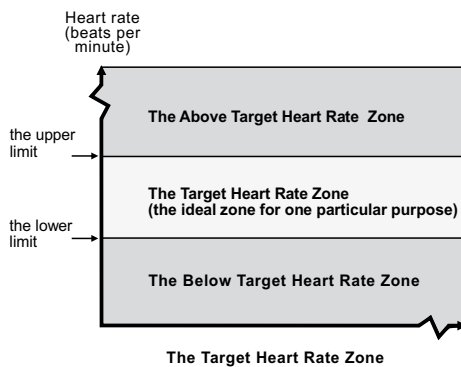 Heart rate
(beats per
minute)
The Above Target Heart Rate Zone
the upper
limit
The Target Heart Rate Zone
(the ideal zone for one particular purpose)
the lower
limit
The Below Target Heart Rate Zone
The Target Heart Rate Zone